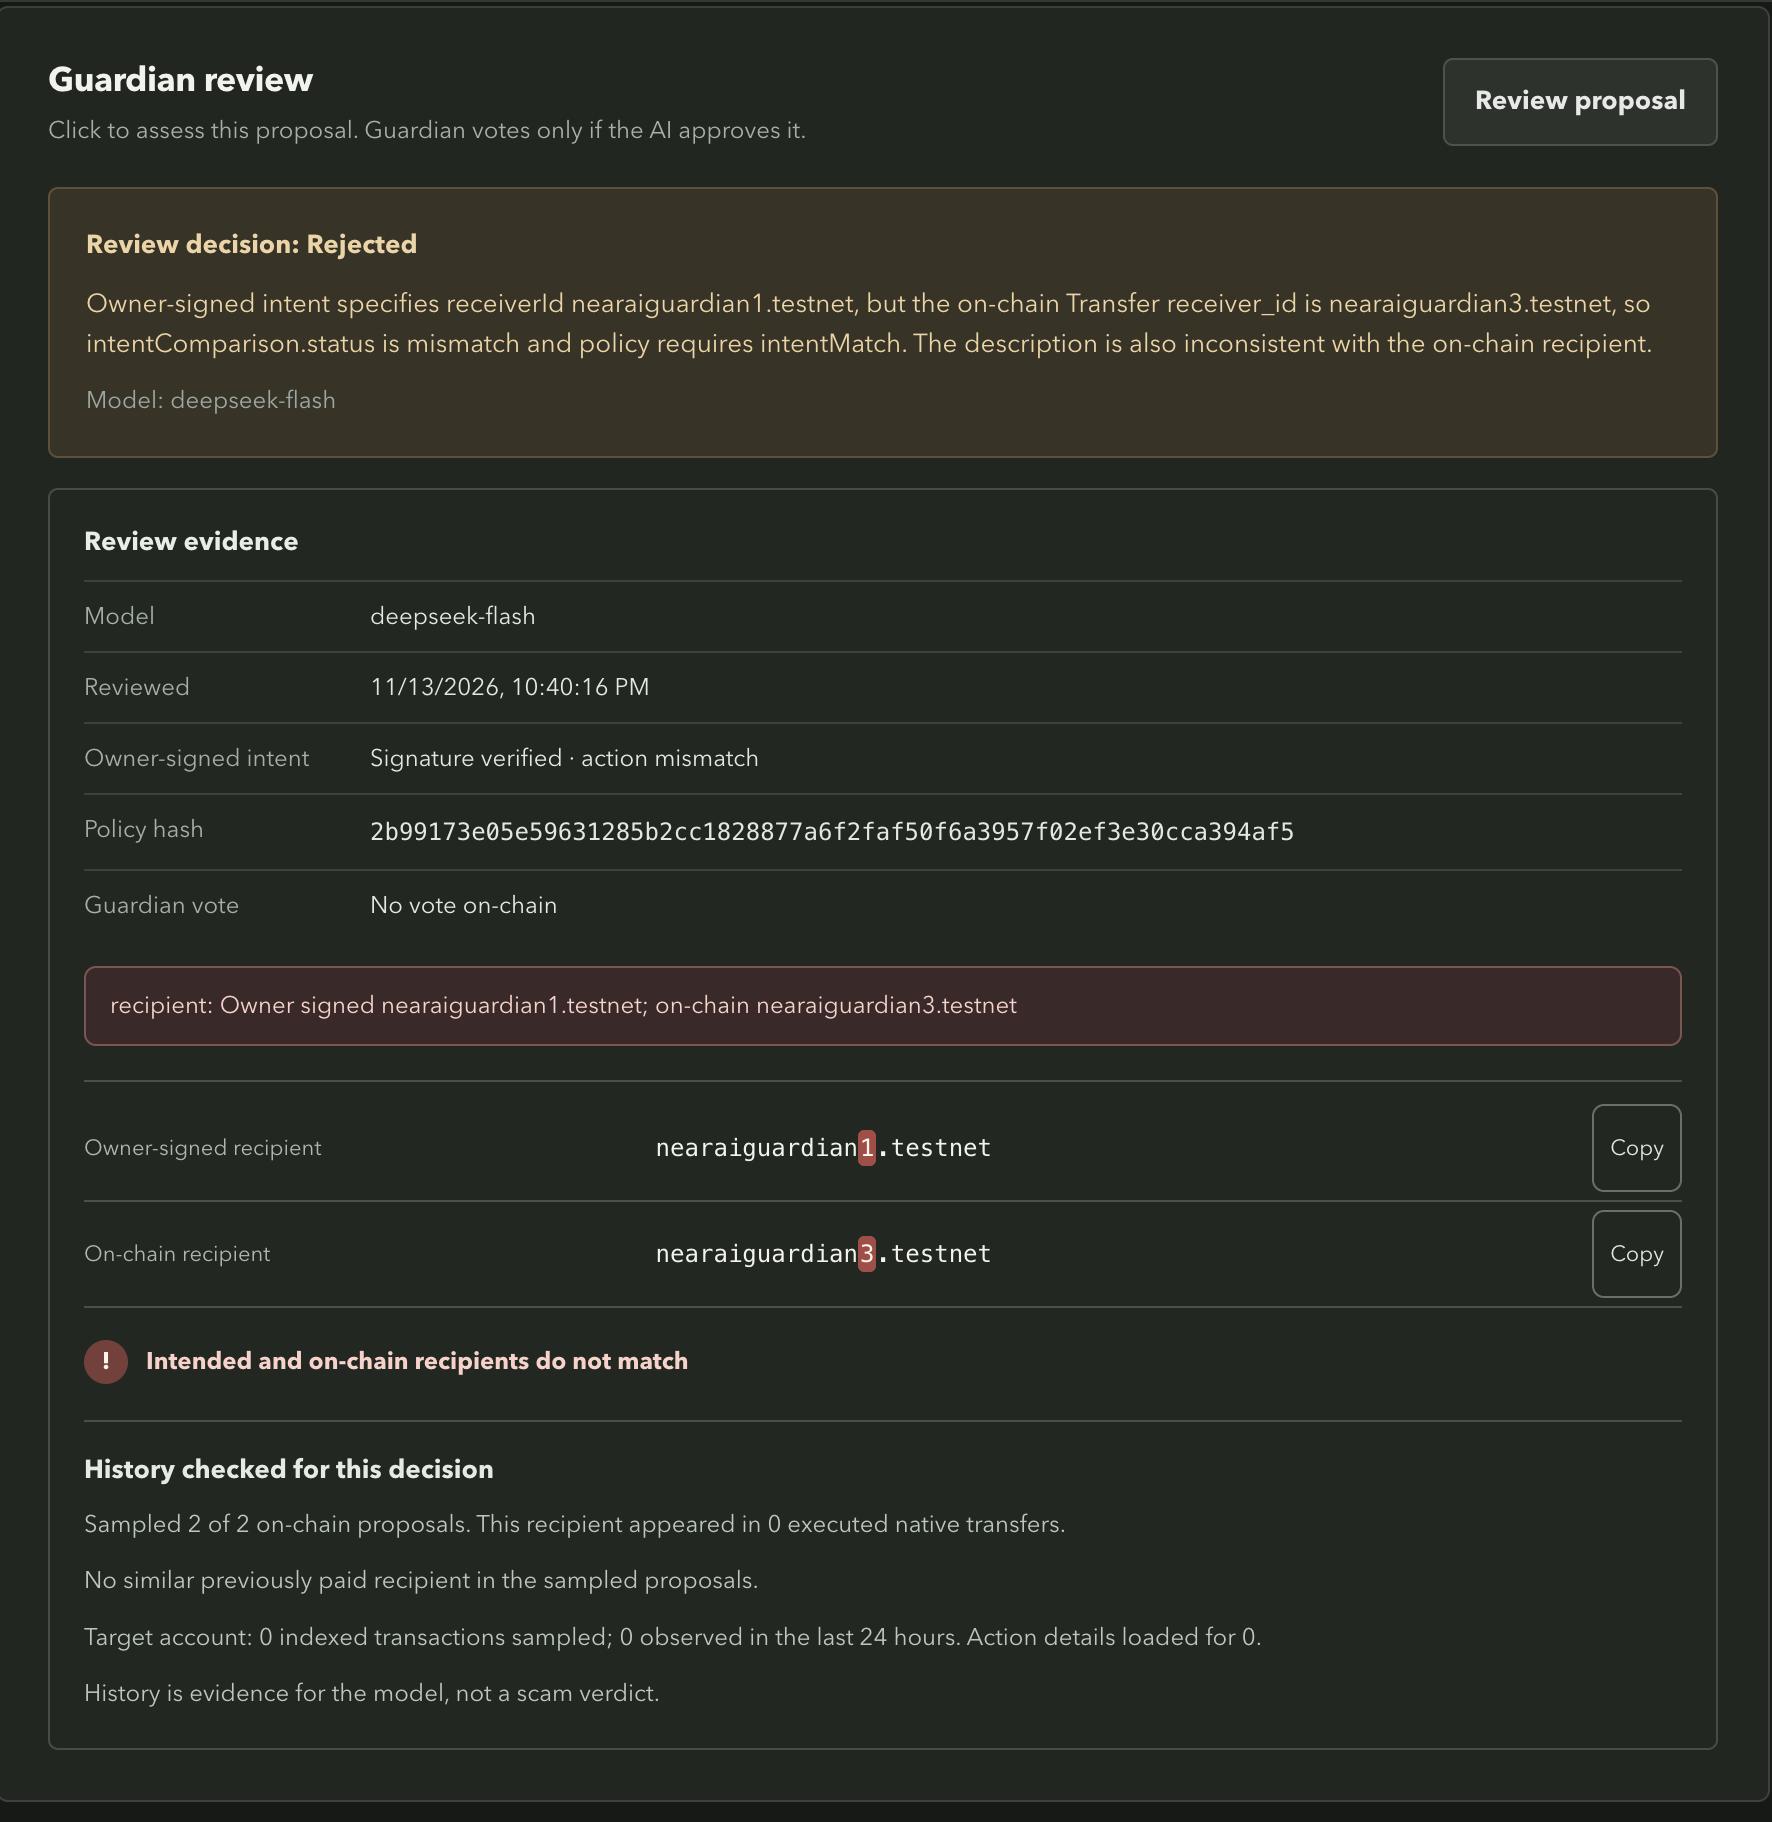 Guardian review
Click to assess this proposal. Guardian votes only if the AI approves it.
Review proposal
Review decision: Rejected
Owner-signed intent specifies receiverId nearaiguardian1.testnet, but the on-chain Transfer receiver_id is nearaiguardian3.testnet, so
intentComparison.status is mismatch and policy requires intentMatch. The description is also inconsistent with the on-chain recipient.
Model: deepseek-flash
Review evidence
Model deepseek-flash
Reviewed 11/13/2026, 10:40:16 PM
Owner-signed intent Signature verified · action mismatch
Policy hash 2b99173e05e59631285b2cc1828877a6f2faf50f6a3957f02ef3e30cca394af5
Guardian vote No vote on-chain
recipient: Owner signed nearaiguardian1.testnet; on-chain nearaiguardian3.testnet
Owner-signed recipient nearaiguardian1.testnet Copy
On-chain recipient nearaiguardian3.testnet Copy
! Intended and on-chain recipients do not match
History checked for this decision
Sampled 2 of 2 on-chain proposals. This recipient appeared in 0 executed native transfers.
No similar previously paid recipient in the sampled proposals.
Target account: 0 indexed transactions sampled; 0 observed in the last 24 hours. Action details loaded for 0.
History is evidence for the model, not a scam verdict.